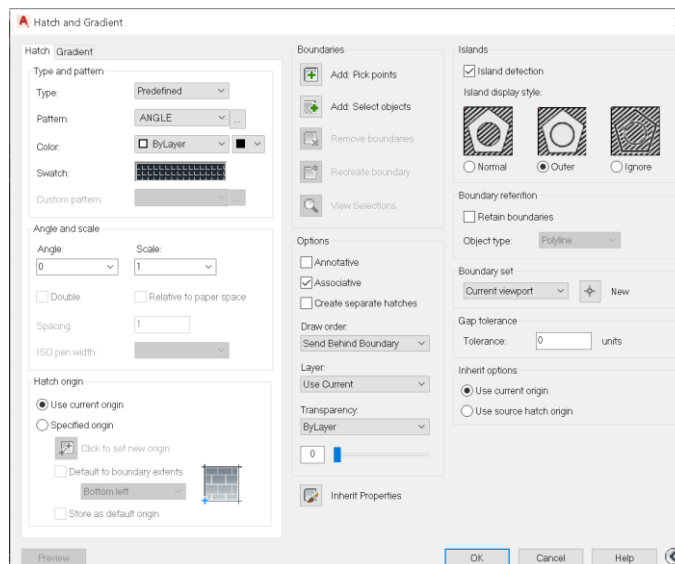 Hatch and Gradient
Hatch
Gradient
Type and pattern
Type:
Predefined
Pattern:
ANGLE
...
Color:
ByLayer
Swatch:
Custom pattern:
...
Angle and scale
Angle:
Scale:
0
1
Double
Relative to paper space
Spacing:
1
ISO pen width:
Hatch origin
Use current origin
Specified origin
Click to set new origin
Default to boundary extents
Bottom left
Store as default origin
Preview
Boundaries
Add: Pick points
Add: Select objects
Remove boundaries
Recreate boundary
View Selections
Options
Annotative
Associative
Create separate hatches
Draw order:
Send Behind Boundary
Layer:
Use Current
Transparency:
ByLayer
0
Inherit Properties
Islands
Island detection
Island display style:
Normal
Outer
Ignore
Boundary retention
Retain boundaries
Object type:
Polyline
Boundary set
Current viewport
New
Gap tolerance
Tolerance:
0
units
Inherit options
Use current origin
Use source hatch origin
OK
Cancel
Help